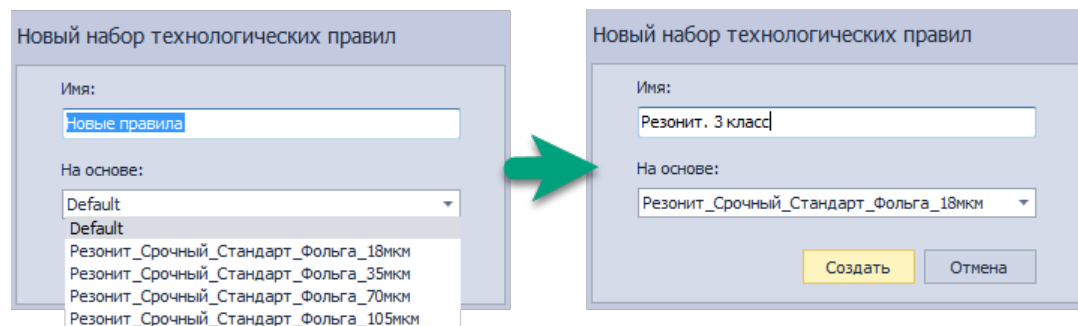 Новый набор технологических правил
Имя:
Новые правила
На основе:
Default
Default
Резонит_Срочный_Стандарт_Фольга_18мкм
Резонит_Срочный_Стандарт_Фольга_35мкм
Резонит_Срочный_Стандарт_Фольга_70мкм
Резонит_Срочный_Стандарт_Фольга_105мкм
Новый набор технологических правил
Имя:
Резонит. 3 класс
На основе:
Резонит_Срочный_Стандарт_Фольга_18мкм
Создать Отмена